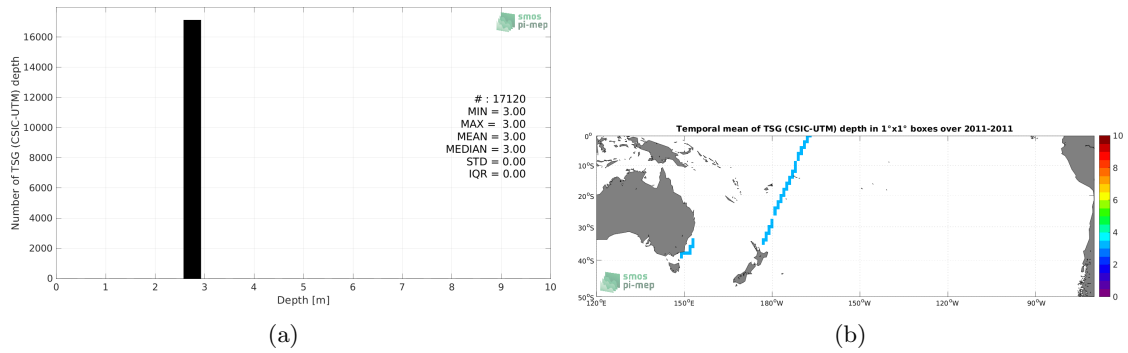 smos
pi-mep
Number of TSG (CSIC-UTM) depth
16000
14000
12000
10000
8000
6000
4000
2000
0
# : 17120
MIN = 3.00
MAX = 3.00
MEAN = 3.00
MEDIAN = 3.00
STD = 0.00
IQR = 0.00
0 1 2 3 4 5 6 7 8 9 10
Depth [m]
(a)
Temporal mean of TSG (CSIC-UTM) depth in 1°x1° boxes over 2011-2011
0°
10°S
20°S
30°S
40°S
50°S
120°W 150°W 180°W 150°W 120°W 90°W
10
8
6
4
2
0
smos
pi-mep
(b)